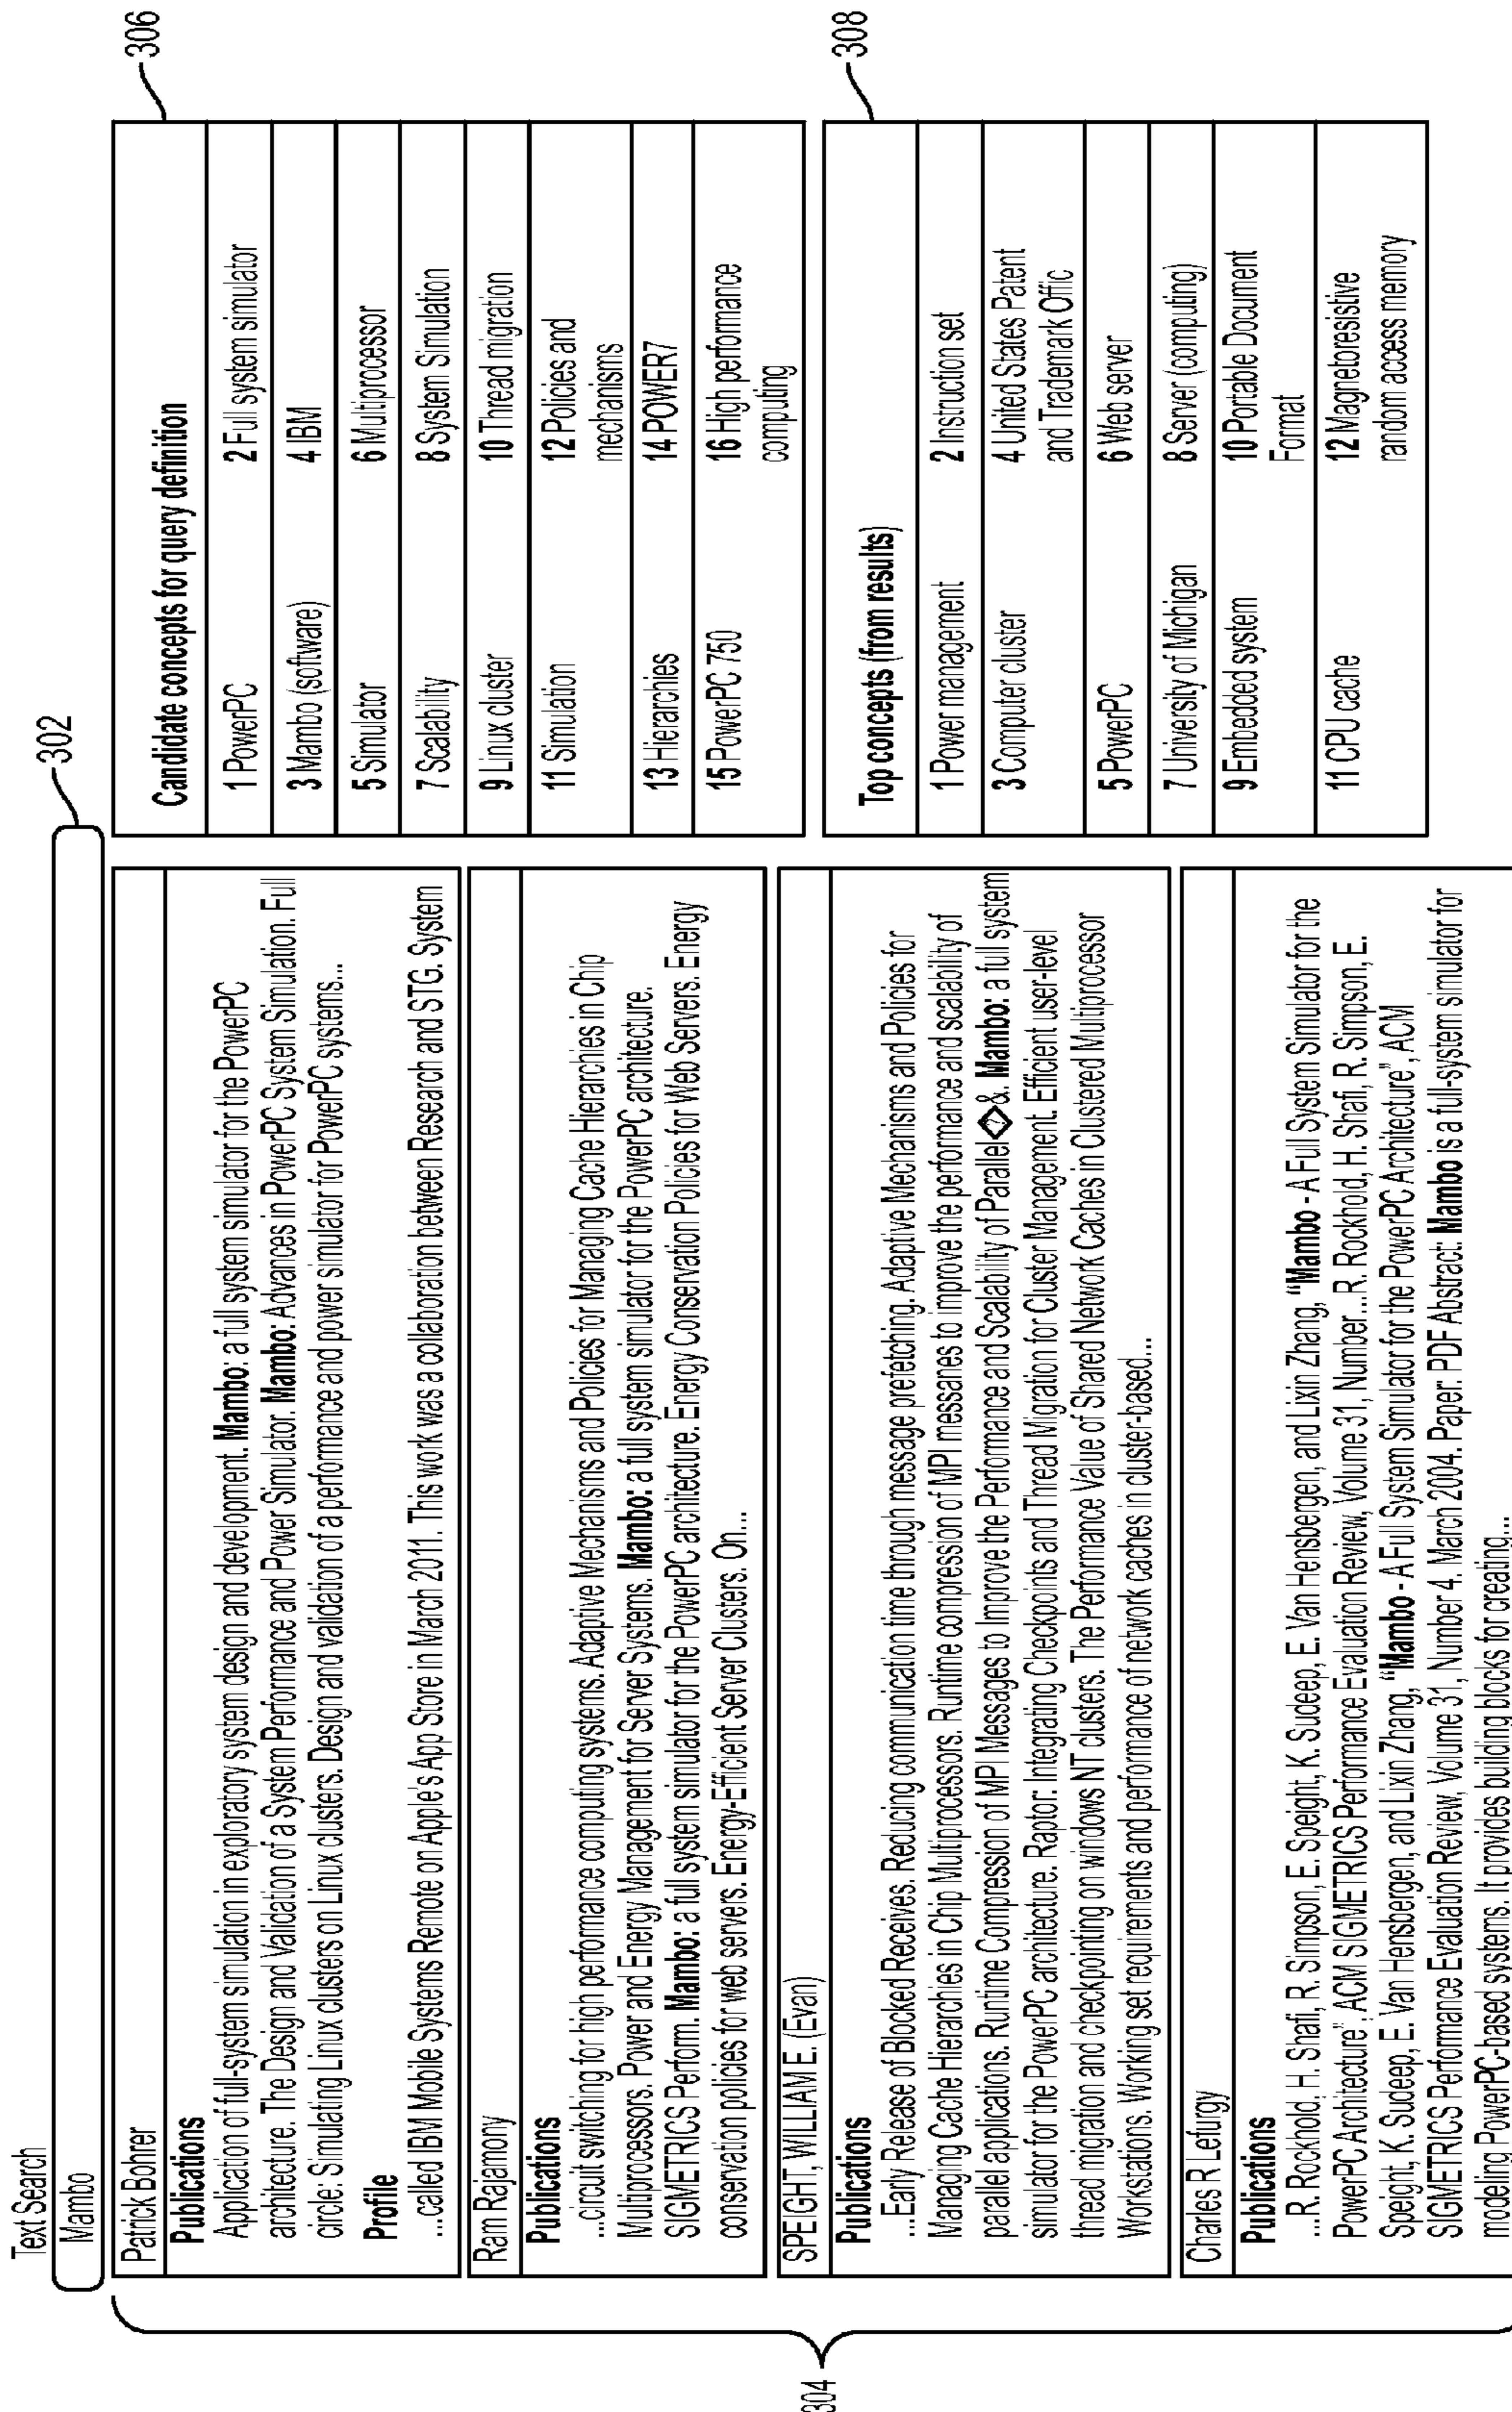 Text Search
Mambo
302
304
Patrick Bohrer
Publications
Application of full-system simulation in exploratory system design and development. Mambo: a full system simulator for the PowerPC
architecture. The Design and Validation of a System Performance and Power Simulator. Mambo: Advances in PowerPC System Simulation. Full
circle: Simulating Linux clusters on Linux clusters. Design and validation of a performance and power simulator for PowerPC systems...
Profile
...called IBM Mobile Systems Remote on Apple's App Store in March 2011. This work was a collaboration between Research and STG. System
Ram Rajamony
Publications
...circuit switching for high performance computing systems. Adaptive Mechanisms and Policies for Managing Cache Hierarchies in Chip
Multiprocessors. Power and Energy Management for Server Systems. Mambo: a full system simulator for the PowerPC architecture.
SIGMETRICS Perform. Mambo: a full system simulator for the PowerPC architecture. Energy Conservation Policies for Web Servers. Energy
conservation policies for web servers. Energy-Efficient Server Clusters. On...
SPEIGHT, WILLIAM E. (Evan)
Publications
...Early Release of Blocked Receives. Reducing communication time through message prefetching. Adaptive Mechanisms and Policies for
Managing Cache Hierarchies in Chip Multiprocessors. Runtime compression of MPI messanes to improve the performance and scalability of
parallel applications. Runtime Compression of MPI Messages to Improve the Performance and Scalability of Parallel �&. Mambo: a full system
simulator for the PowerPC architecture. Raptor: Integrating Checkpoints and Thread Migration for Cluster Management. Efficient user-level
thread migration and checkpointing on windows NT clusters. The Performance Value of Shared Network Caches in Clustered Multiprocessor
Workstations. Working set requirements and performance of network caches in cluster-based...
Charles R Lefurgy
Publications
...R. Rockhold, H. Shafi, R. Simpson, E. Speight, K. Sudeep, E. Van Hensbergen, and Lixin Zhang, "Mambo - A Full System Simulator for the
PowerPC Architecture", ACM SIGMETRICS Performance Evaluation Review, Volume 31, Number...R. Rockhold, H. Shafi, R. Simpson, E.
Speight, K. Sudeep, E. Van Hensbergen, and Lixin Zhang, "Mambo - A Full System Simulator for the PowerPC Architecture", ACM
SIGMETRICS Performance Evaluation Review, Volume 31, Number 4. March 2004. Paper: PDF Abstract: Mambo is a full-system simulator for
modeling PowerPC-based systems. It provides building blocks for creating...
306
Candidate concepts for query definition
1 PowerPC 2 Full system simulator
3 Mambo (software) 4 IBM
5 Simulator 6 Multiprocessor
7 Scalability 8 System Simulation
9 Linux cluster 10 Thread migration
11 Simulation 12 Policies and
mechanisms
13 Hierarchies 14 POWER7
15 PowerPC 750 16 High performance
computing
308
Top concepts (from results)
1 Power management 2 Instruction set
3 Computer cluster 4 United States Patent
and Trademark Offic
5 PowerPC 6 Web server
7 University of Michigan 8 Server (computing)
9 Embedded system 10 Portable Document
Format
11 CPU cache 12 Magnetoresistive
random access memory